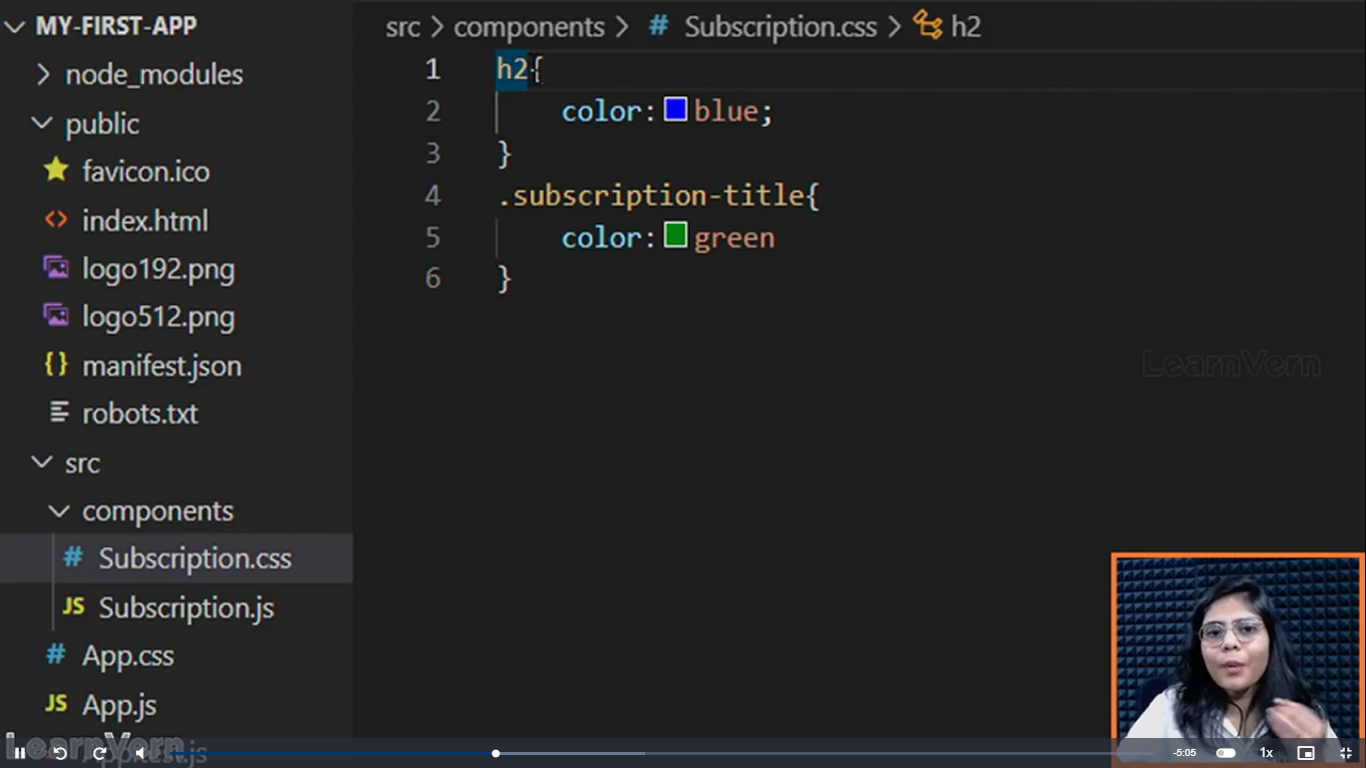 MY-FIRST-APP
node_modules
public
favicon.ico
index.html
logo192.png
logo512.png
manifest.json
robots.txt
src
components
Subscription.css
JS Subscription.js
App.css
JS App.js
src > components > # Subscription.css > h2
1 h2{
2 color: blue;
3 }
4 .subscription-title{
5 color: green
6 }
LearnVern
LearnVern
-5:05
1x